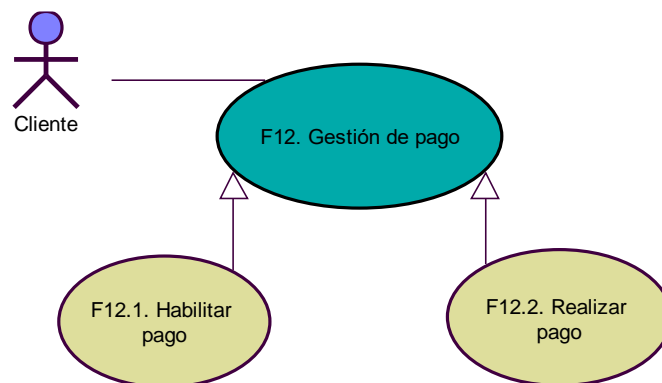 Cliente
F12. Gestión de pago
F12.1. Habilitar
pago
F12.2. Realizar
pago